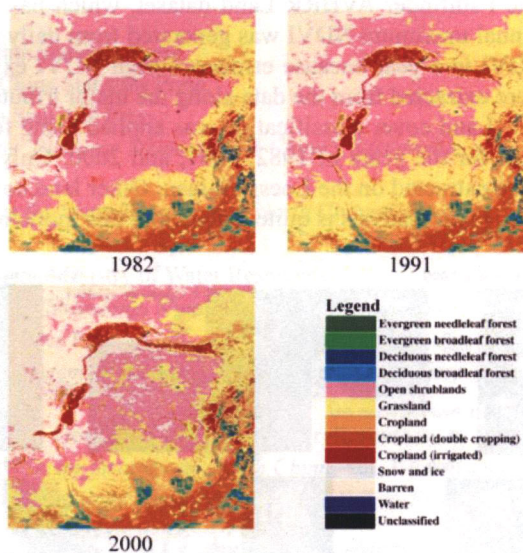 1982
1991
2000
Legend
Evergreen needleleaf forest
Evergreen broadleaf forest
Deciduous needleleaf forest
Deciduous broadleaf forest
Open shrublands
Grassland
Cropland
Cropland (double cropping)
Cropland (irrigated)
Snow and ice
Barren
Water
Unclassified